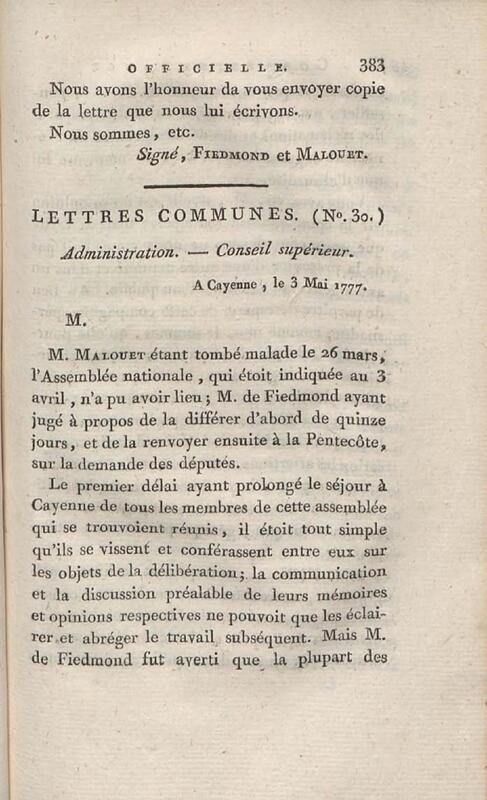 OFFICIELLE. 383
Nous avons l'honneur da vous envoyer copie
de la lettre que nous lui écrivons.
Nous sommes, etc.
Signé, FIEDMOND et MALOUET.
LETTRES COMMUNES. (N°. 30.)
Administration. — Conseil supérieur.
A Cayenne, le 3 Mai 1777.
M.
M. MALOUET étant tombé malade le 26 mars,
l'Assemblée nationale, qui étoit indiquée au 3
avril, n'a pu avoir lieu; M. de Fiedmond ayant
jugé à propos de la différer d'abord de quinze
jours, et de la renvoyer ensuite à la Pentecôte,
sur la demande des députés.
Le premier délai ayant prolongé le séjour à
Cayenne de tous les membres de cette assemblée
qui se trouvoient réunis, il étoit tout simple
qu'ils se vissent et conférassent entre eux sur
les objets de la délibération; la communication
et la discussion préalable de leurs mémoires
et opinions respectives ne pouvoit que les éclai-
rer et abréger le travail subséquent. Mais M.
de Fiedmond fut averti que la plupart des